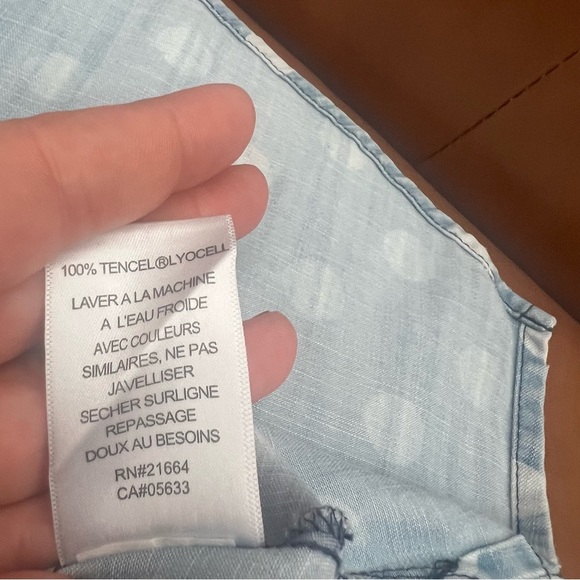 100% TENCEL®LYOCELL
LAVER A LA MACHINE
A L'EAU FROIDE
AVEC COULEURS
SIMILAIRES, NE PAS
JAVELLISER
SECHER SURLIGNE
REPASSAGE
DOUX AU BESOINS
RN#21664
CA#05633